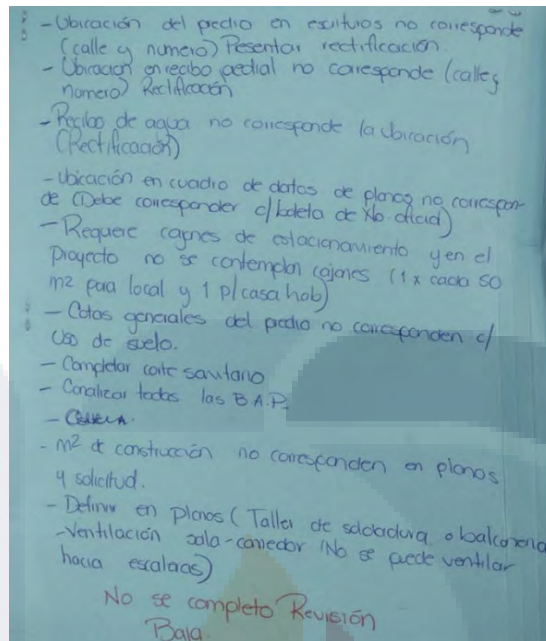 - Ubicación del predio en escrituras no corresponde
(calle y numero) Presentar rectificación.
- Ubicación en recibo predial no corresponde (calle y
numero) Rectificación
- Recibo de agua no corresponde la ubicación
(Rectificación)
- Ubicación en cuadro de datos de planos no correspon-
de (Debe corresponder c/boleta de No. oficial)
- Requiere cajones de estacionamiento y en el
Proyecto no se contemplan cajones (1 x cada 50
m2 para local y 1 p/casa hab)
- Cotas generales del predio no corresponden c/
Uso de suelo.
- Completar corte sanitario
- Canalizar todas las B.A.P.
-
- m2 de construcción no corresponden en planos
y solicitud.
- Definir en planos (Taller de soldadura o balconeria
- Ventilación sala-comedor (No se puede ventilar
hacia escaleras)
No se completo Revisión
Baja.